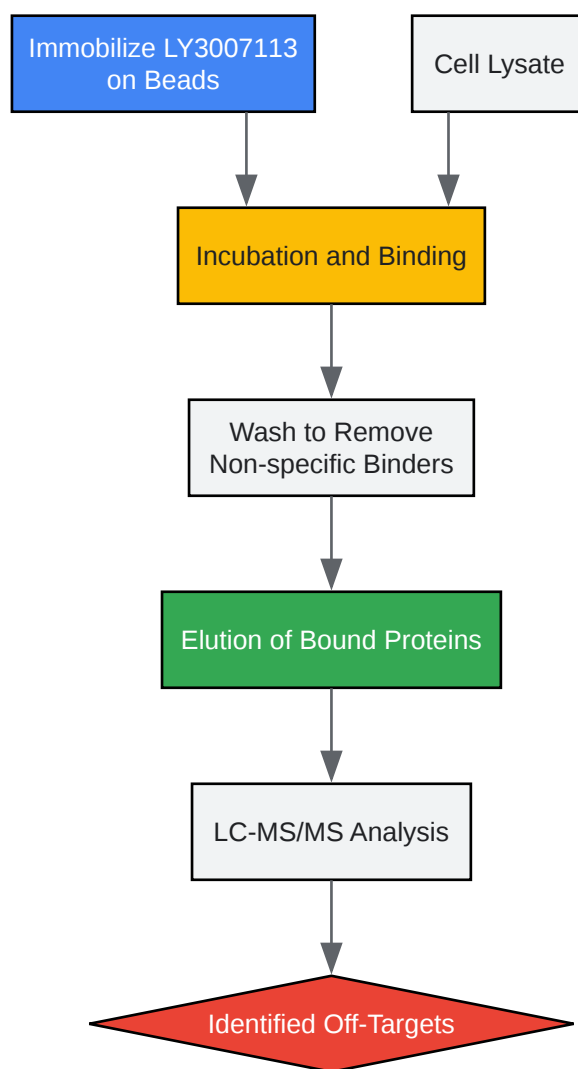 Immobilize LY3007113
on Beads
Cell Lysate
Incubation and Binding
Wash to Remove
Non-specific Binders
Elution of Bound Proteins
LC-MS/MS Analysis
Identified Off-Targets